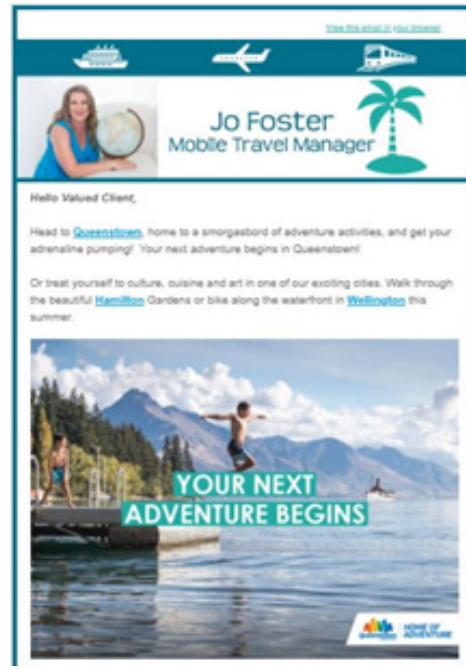 View this email in your browser
Jo Foster
Mobile Travel Manager
Hello Valued Client,
Head to Queenstown, home to a smorgasbord of adventure activities, and get your
adrenaline pumping! Your next adventure begins in Queenstown!
Or treat yourself to culture, cuisine and art in one of our exciting cities. Walk through
the beautiful Hamilton Gardens or bike along the waterfront in Wellington this
summer.
YOUR NEXT
ADVENTURE BEGINS
HOME OF
ADVENTURE